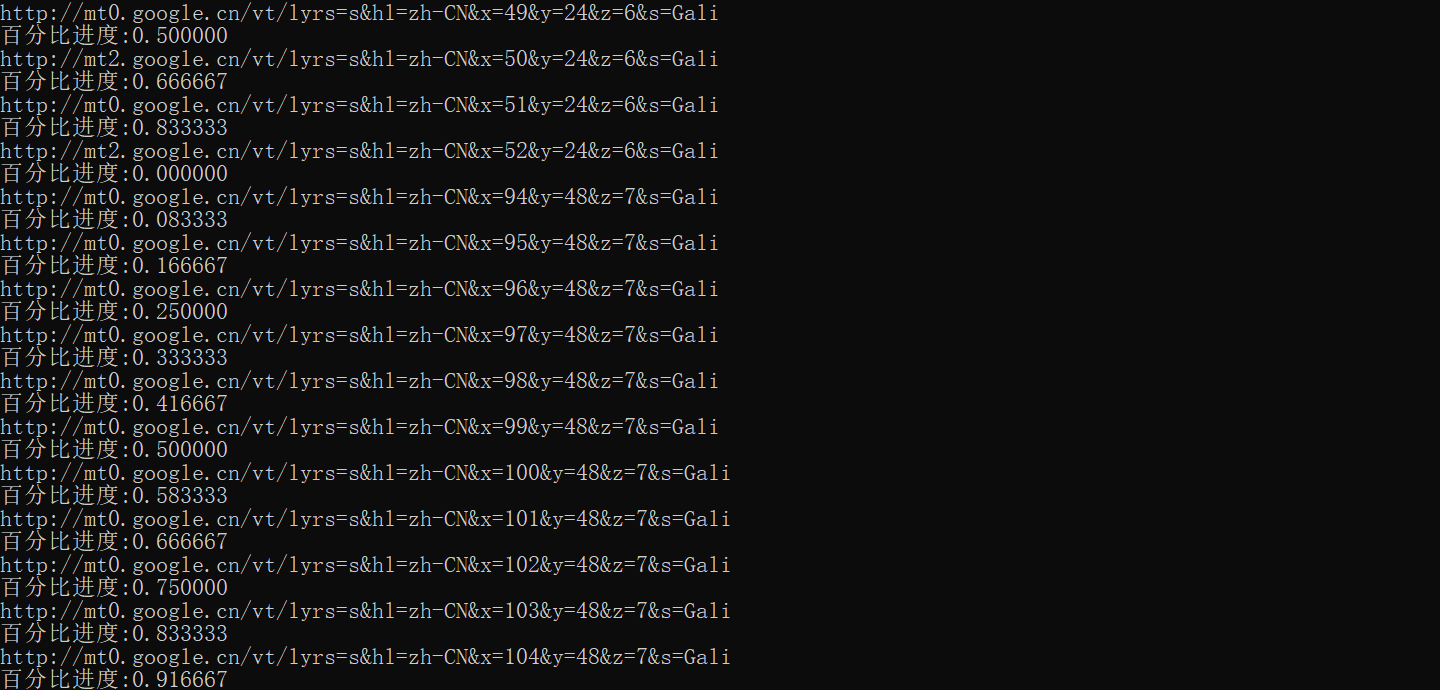 http://mt0.google.cn/vt/lyrs=s&hl=zh-CN&x=49&y=24&z=6&s=Gali
百分比进度:0.500000
http://mt2.google.cn/vt/lyrs=s&hl=zh-CN&x=50&y=24&z=6&s=Gali
百分比进度:0.666667
http://mt0.google.cn/vt/lyrs=s&hl=zh-CN&x=51&y=24&z=6&s=Gali
百分比进度:0.833333
http://mt2.google.cn/vt/lyrs=s&hl=zh-CN&x=52&y=24&z=6&s=Gali
百分比进度:0.000000
http://mt0.google.cn/vt/lyrs=s&hl=zh-CN&x=94&y=48&z=7&s=Gali
百分比进度:0.083333
http://mt0.google.cn/vt/lyrs=s&hl=zh-CN&x=95&y=48&z=7&s=Gali
百分比进度:0.166667
http://mt0.google.cn/vt/lyrs=s&hl=zh-CN&x=96&y=48&z=7&s=Gali
百分比进度:0.250000
http://mt0.google.cn/vt/lyrs=s&hl=zh-CN&x=97&y=48&z=7&s=Gali
百分比进度:0.333333
http://mt0.google.cn/vt/lyrs=s&hl=zh-CN&x=98&y=48&z=7&s=Gali
百分比进度:0.416667
http://mt0.google.cn/vt/lyrs=s&hl=zh-CN&x=99&y=48&z=7&s=Gali
百分比进度:0.500000
http://mt0.google.cn/vt/lyrs=s&hl=zh-CN&x=100&y=48&z=7&s=Gali
百分比进度:0.583333
http://mt0.google.cn/vt/lyrs=s&hl=zh-CN&x=101&y=48&z=7&s=Gali
百分比进度:0.666667
http://mt0.google.cn/vt/lyrs=s&hl=zh-CN&x=102&y=48&z=7&s=Gali
百分比进度:0.750000
http://mt0.google.cn/vt/lyrs=s&hl=zh-CN&x=103&y=48&z=7&s=Gali
百分比进度:0.833333
http://mt0.google.cn/vt/lyrs=s&hl=zh-CN&x=104&y=48&z=7&s=Gali
百分比进度:0.916667